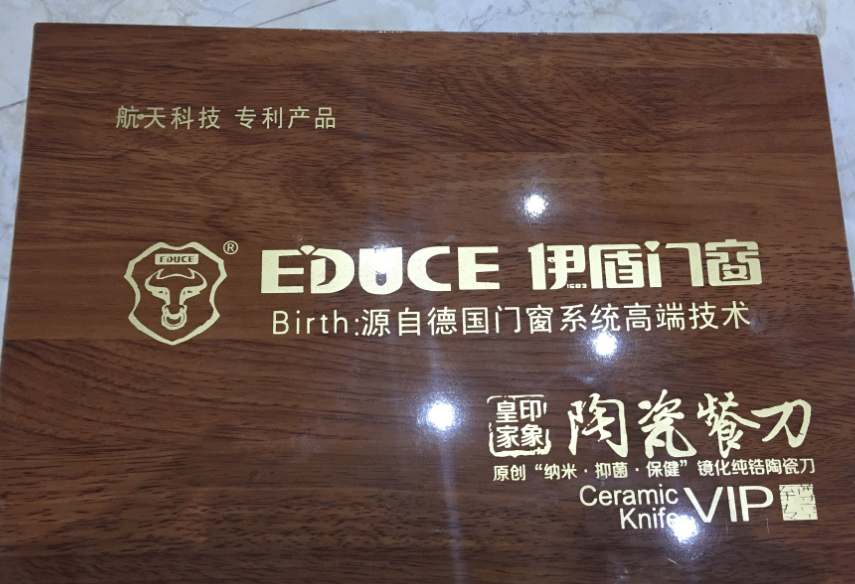 航天科技 专利产品
EDUCE
®
EDUCE 伊盾门窗
1683
Birth:源自德国门窗系统高端技术
皇家印象 陶瓷餐刀
原创“纳米·抑菌·保健”镜化纯锆陶瓷刀
Ceramic Knife VIP